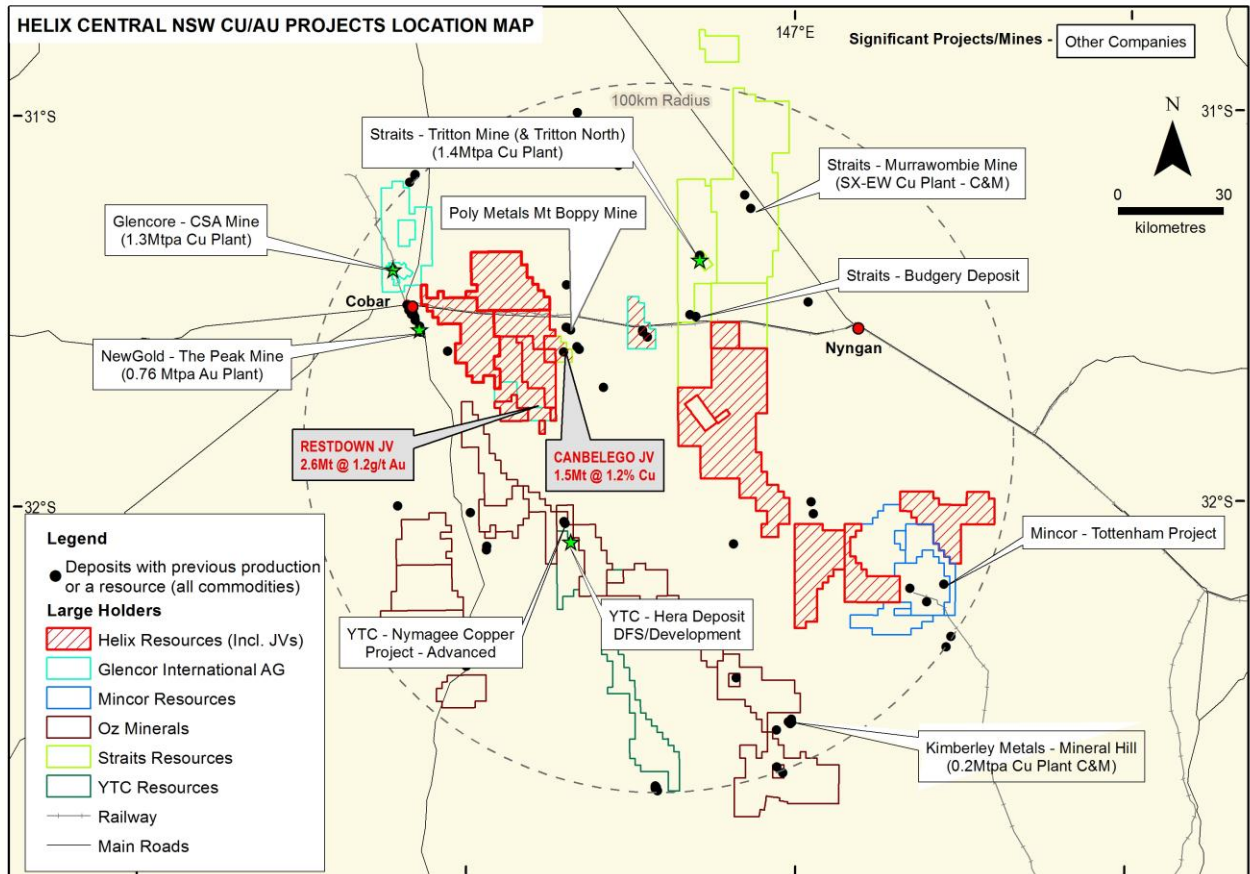 HELIX CENTRAL NSW CU/AU PROJECTS LOCATION MAP
147°E
Significant Projects/Mines - Other Companies
100km Radius
31°S
31°S
N
0 30
kilometres
Straits - Tritton Mine (& Tritton North)
(1.4Mtpa Cu Plant)
Straits - Murrawombie Mine
(SX-EW Cu Plant - C&M)
Glencore - CSA Mine
(1.3Mtpa Cu Plant)
Poly Metals Mt Boppy Mine
Straits - Budgery Deposit
Cobar
Nyngan
NewGold - The Peak Mine
(0.76 Mtpa Au Plant)
RESTDOWN JV
2.6Mt @ 1.2g/t Au
CANBELEGO JV
1.5Mt @ 1.2% Cu
32°S
32°S
Mincor - Tottenham Project
YTC - Nymagee Copper
Project - Advanced
YTC - Hera Deposit
DFS/Development
Kimberley Metals - Mineral Hill
(0.2Mtpa Cu Plant C&M)
Legend
Deposits with previous production
or a resource (all commodities)
Large Holders
Helix Resources (Incl. JVs)
Glencor International AG
Mincor Resources
Oz Minerals
Straits Resources
YTC Resources
Railway
Main Roads